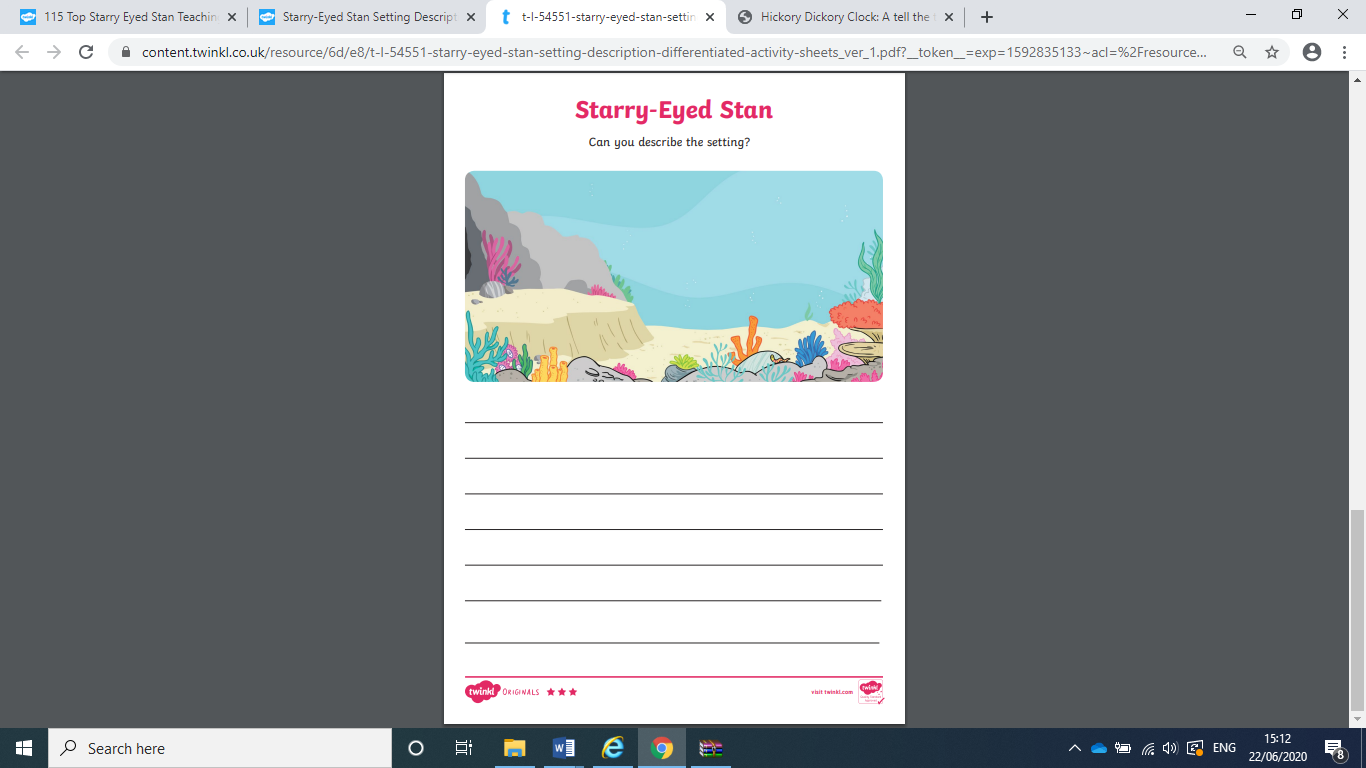 115 Top Starry Eyed Stan Teachin
Starry-Eyed Stan Setting Descript
t-l-54551-starry-eyed-stan-settin
Hickory Dickory Clock: A tell the
content.twinkl.co.uk/resource/6d/e8/t-l-54551-starry-eyed-stan-setting-description-differentiated-activity-sheets_ver_1.pdf?__token__=exp=1592835133~acl=%2Fresource...
Starry-Eyed Stan
Can you describe the setting?
twinkl ORIGINALS
visit twinkl.com
twinkl
Search here
ENG
15:12
22/06/2020
8